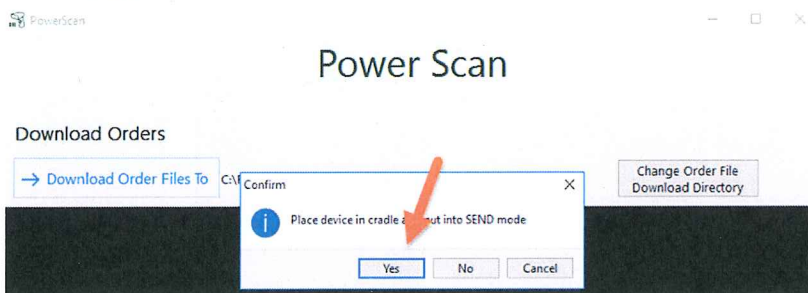 PowerScan
Power Scan
Download Orders
→ Download Order Files To C:\
Change Order File
Download Directory
Confirm
Place device in cradle a put into SEND mode
Yes No Cancel